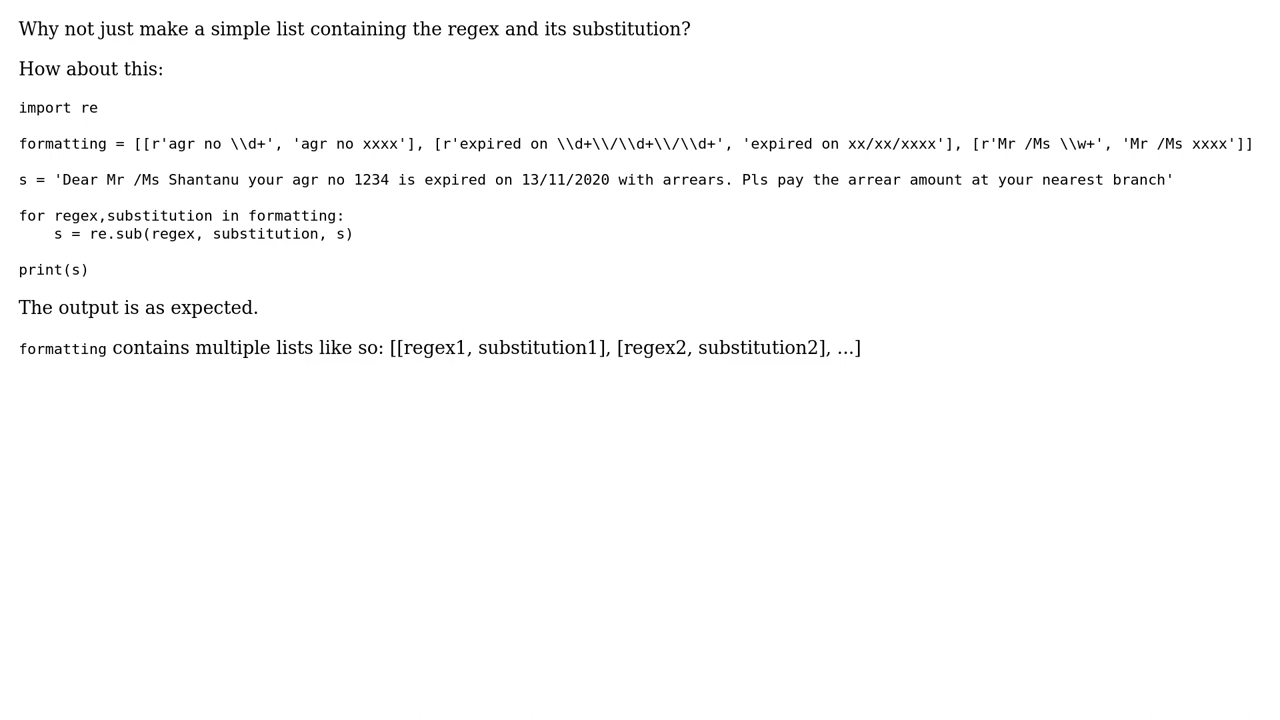 Why not just make a simple list containing the regex and its substitution?
How about this:
import re
formatting = [[r'agr no \\d+', 'agr no xxxx'], [r'expired on \\d+\\/\\d+\\/\\d+', 'expired on xx/xx/xxxx'], [r'Mr /Ms \\w+', 'Mr /Ms xxxx']]
s = 'Dear Mr /Ms Shantanu your agr no 1234 is expired on 13/11/2020 with arrears. Pls pay the arrear amount at your nearest branch'
for regex,substitution in formatting:
    s = re.sub(regex, substitution, s)
print(s)
The output is as expected.
formatting contains multiple lists like so: [[regex1, substitution1], [regex2, substitution2], ...]